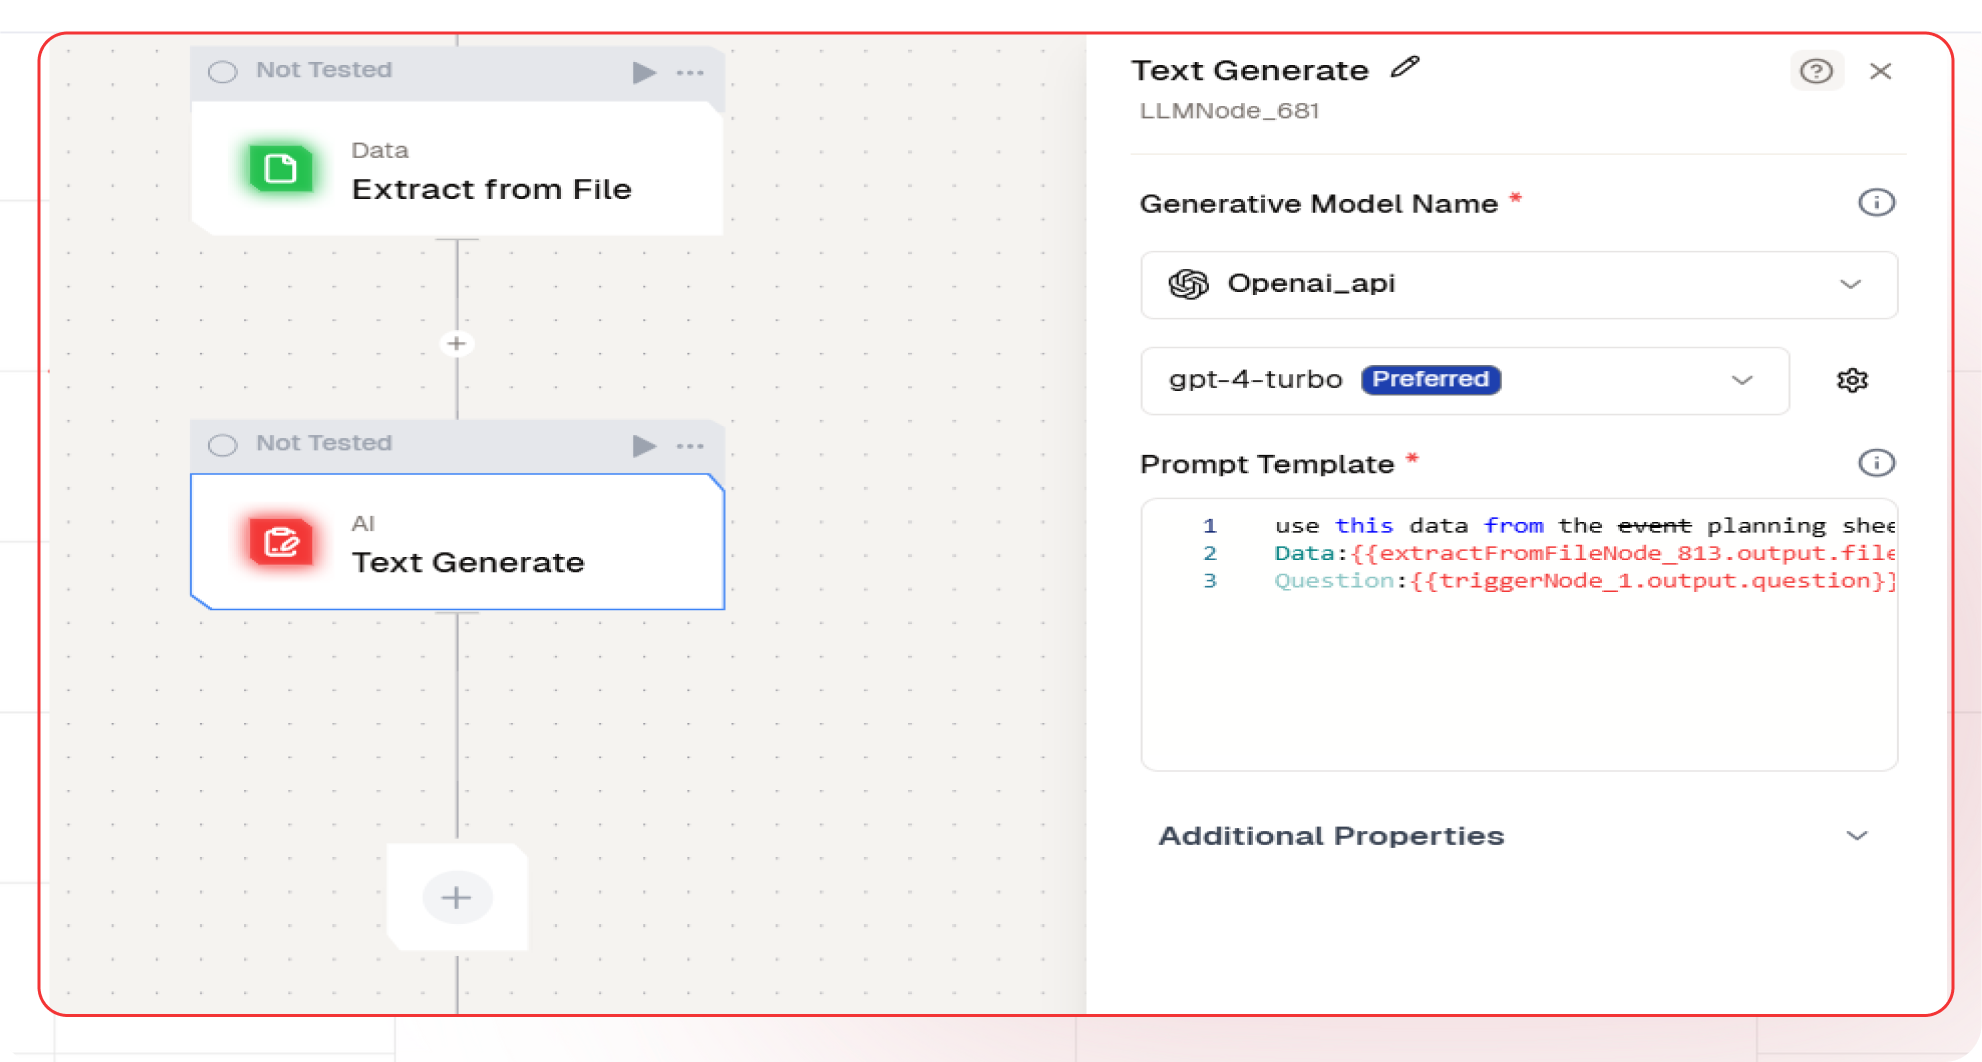 Not Tested
Data
Extract from File
Not Tested
AI
Text Generate
Text Generate
LLMNode_681
Generative Model Name *
Openai_api
gpt-4-turbo Preferred
Prompt Template *
1 use this data from the event planning shee
2 Data:{{extractFromFileNode_813.output.file
3 Question:{{triggerNode_1.output.question}}
Additional Properties